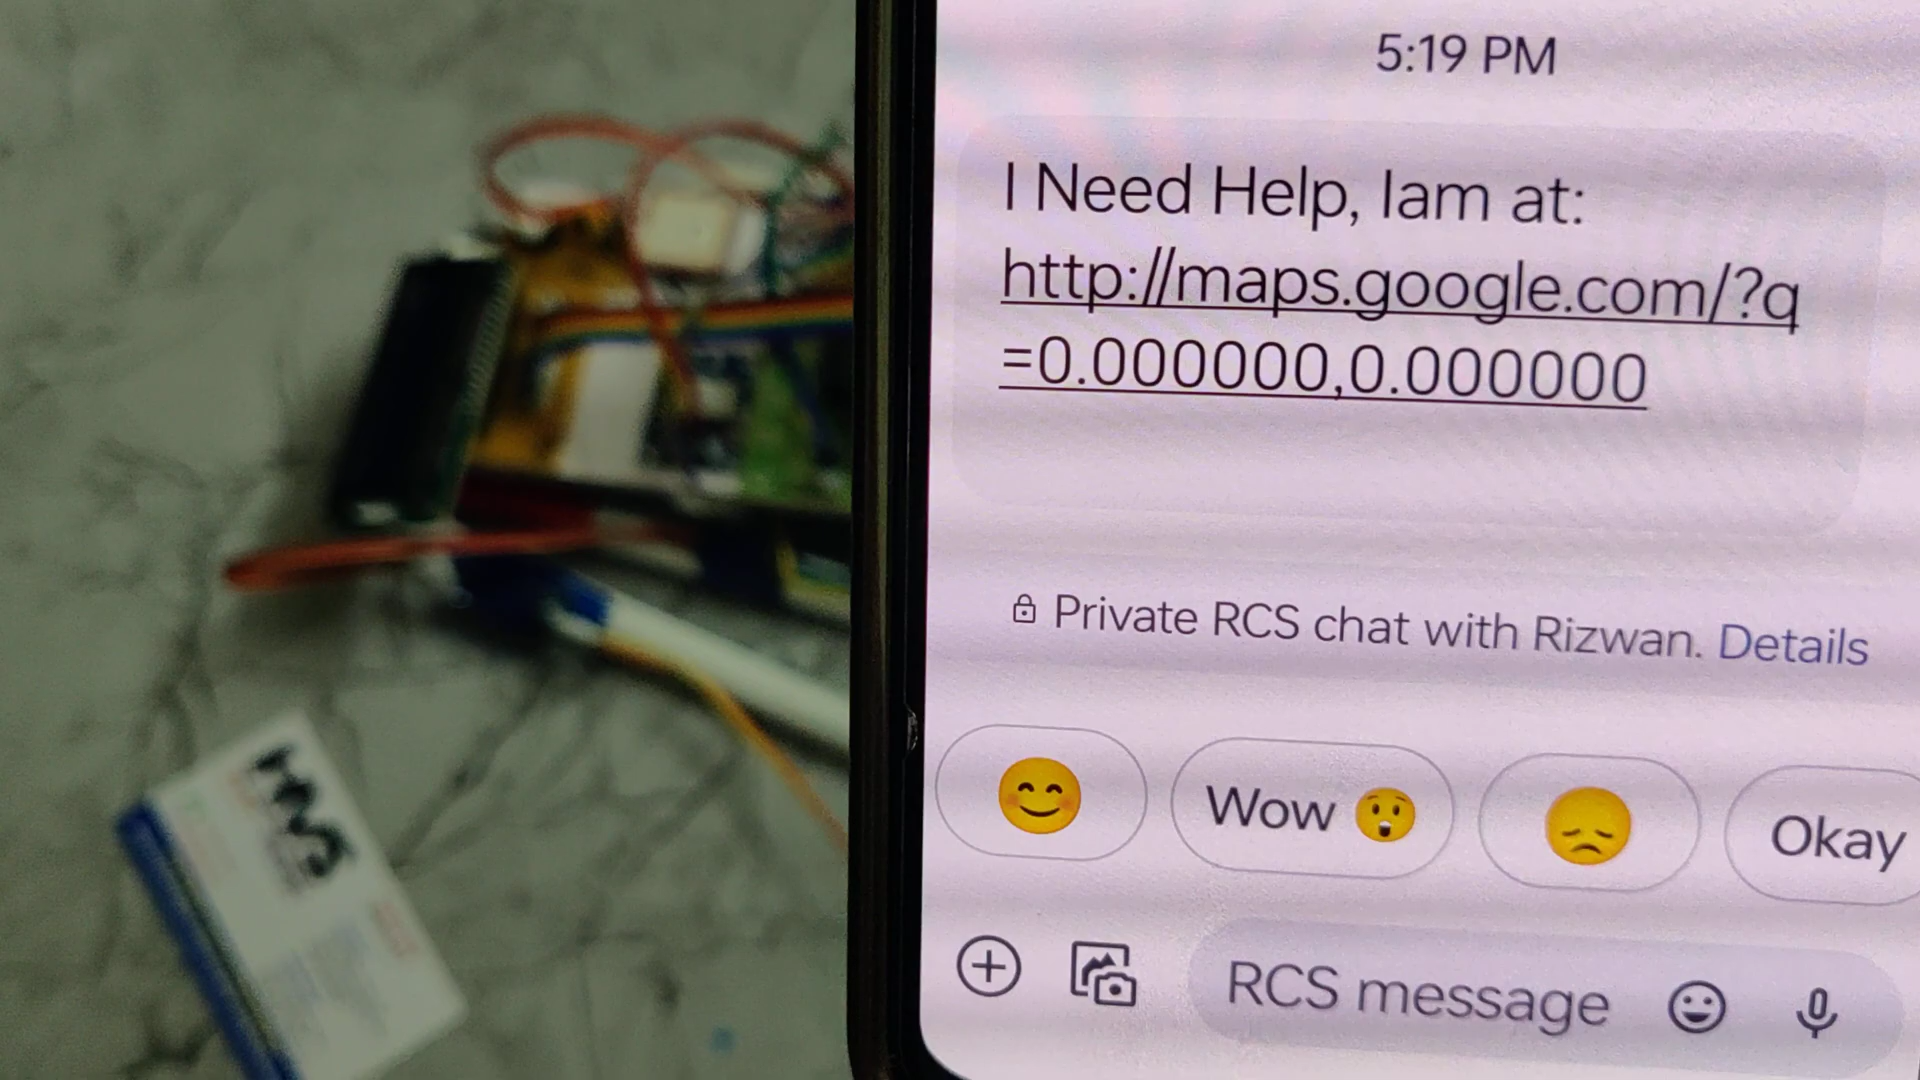 5:19 PM
I Need Help, Iam at:
http://maps.google.com/?q
=0.000000,0.000000
Private RCS chat with Rizwan. Details
Wow
Okay
RCS message